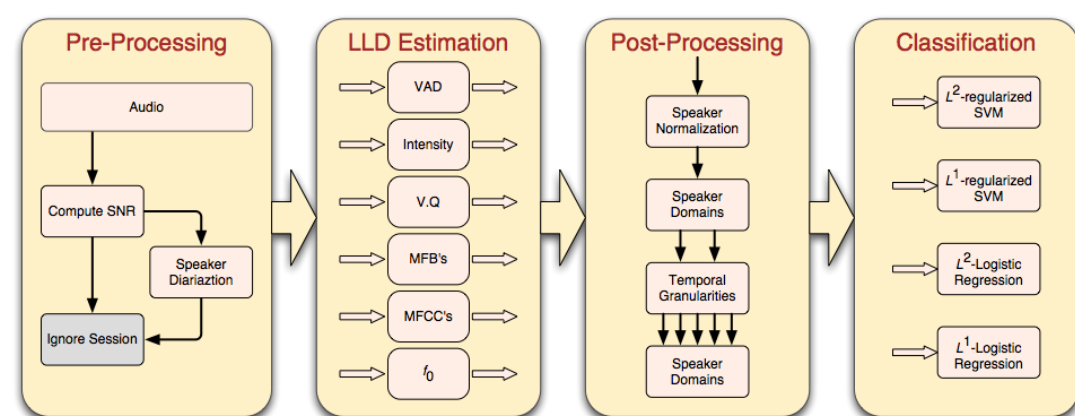 Pre-Processing
Audio
Compute SNR
Speaker
Diariaztion
Ignore Session
LLD Estimation
VAD
Intensity
V.Q
MFB's
MFCC's
f0
Post-Processing
Speaker
Normalization
Speaker
Domains
Temporal
Granularities
Speaker
Domains
Classification
L²-regularized
SVM
L¹-regularized
SVM
L²-Logistic
Regression
L¹-Logistic
Regression